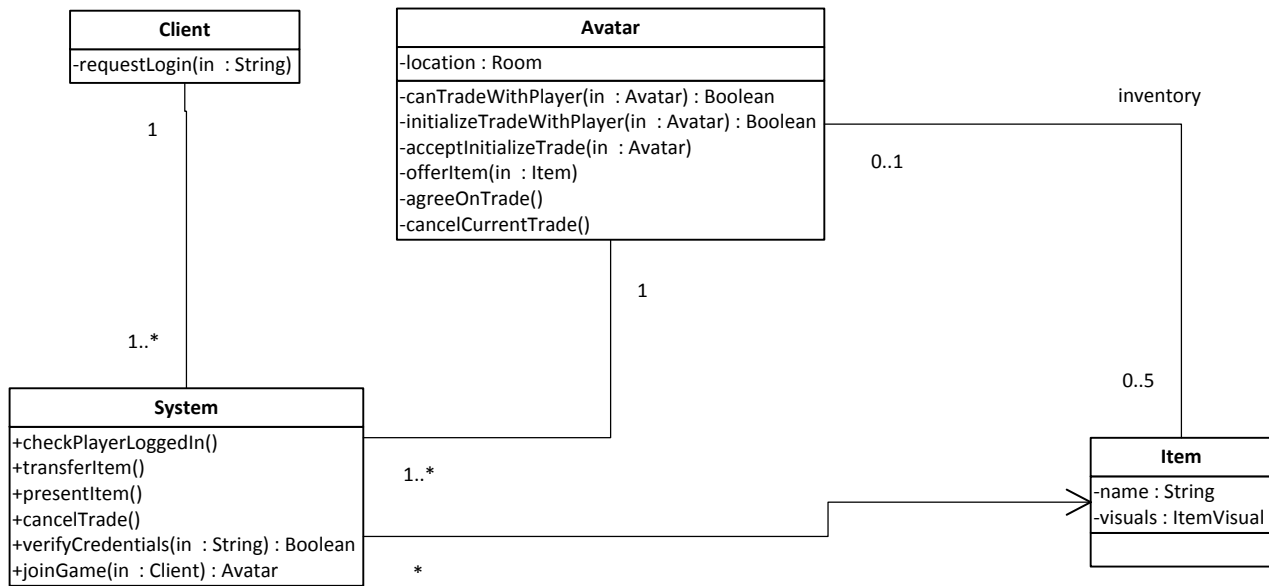 Client
-requestLogin(in : String)
Avatar
-location : Room
-canTradeWithPlayer(in : Avatar) : Boolean
-initializeTradeWithPlayer(in : Avatar) : Boolean
-acceptInitializeTrade(in : Avatar)
-offerItem(in : Item)
-agreeOnTrade()
-cancelCurrentTrade()
inventory
1
0..1
1
1..*
0..5
System
+checkPlayerLoggedIn()
+transferItem()
+presentItem()
+cancelTrade()
+verifyCredentials(in : String) : Boolean
+joinGame(in : Client) : Avatar
1..*
*
Item
-name : String
-visuals : ItemVisual